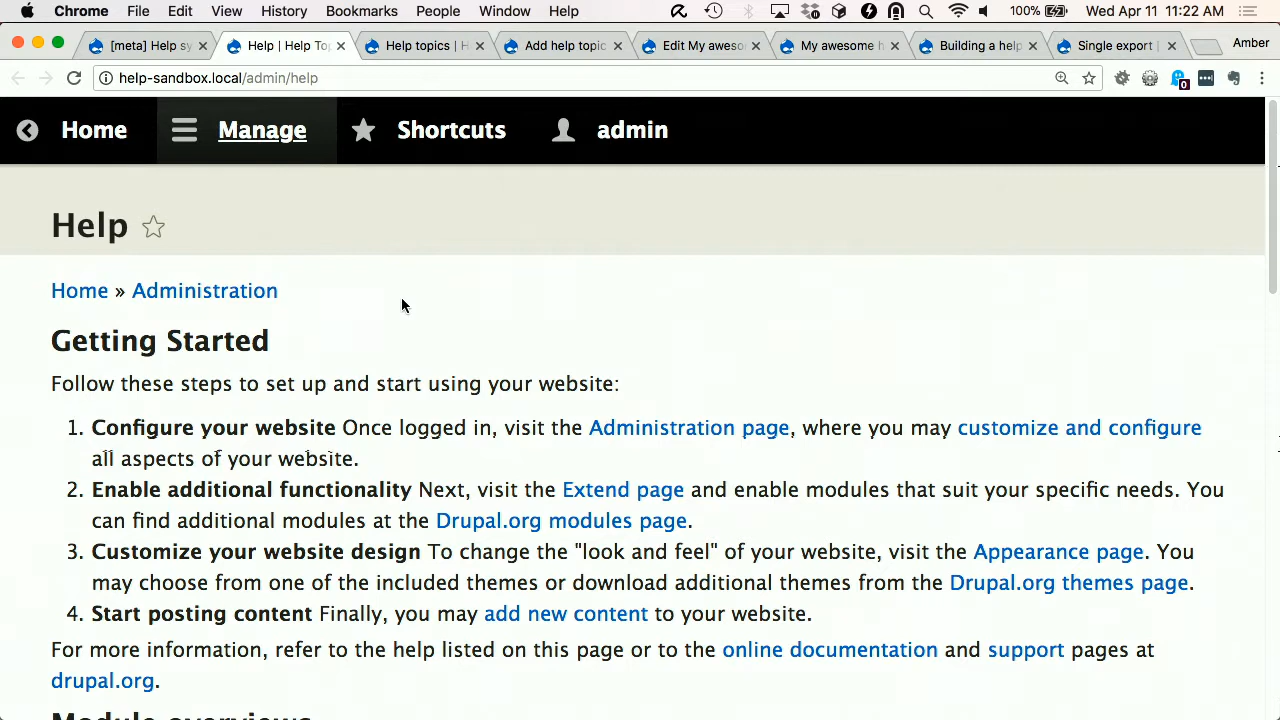 Chrome File Edit View History Bookmarks People Window Help 100% Wed Apr 11 11:22 AM
[meta] Help sy Help | Help To Help topics | H Add help topic Edit My aweso My awesome h Building a help Single export | Amber
help-sandbox.local/admin/help 0
Home Manage Shortcuts admin
Help
Home » Administration
Getting Started
Follow these steps to set up and start using your website:
1. Configure your website Once logged in, visit the Administration page, where you may customize and configure
all aspects of your website.
2. Enable additional functionality Next, visit the Extend page and enable modules that suit your specific needs. You
can find additional modules at the Drupal.org modules page.
3. Customize your website design To change the "look and feel" of your website, visit the Appearance page. You
may choose from one of the included themes or download additional themes from the Drupal.org themes page.
4. Start posting content Finally, you may add new content to your website.
For more information, refer to the help listed on this page or to the online documentation and support pages at
drupal.org.
Module overviews